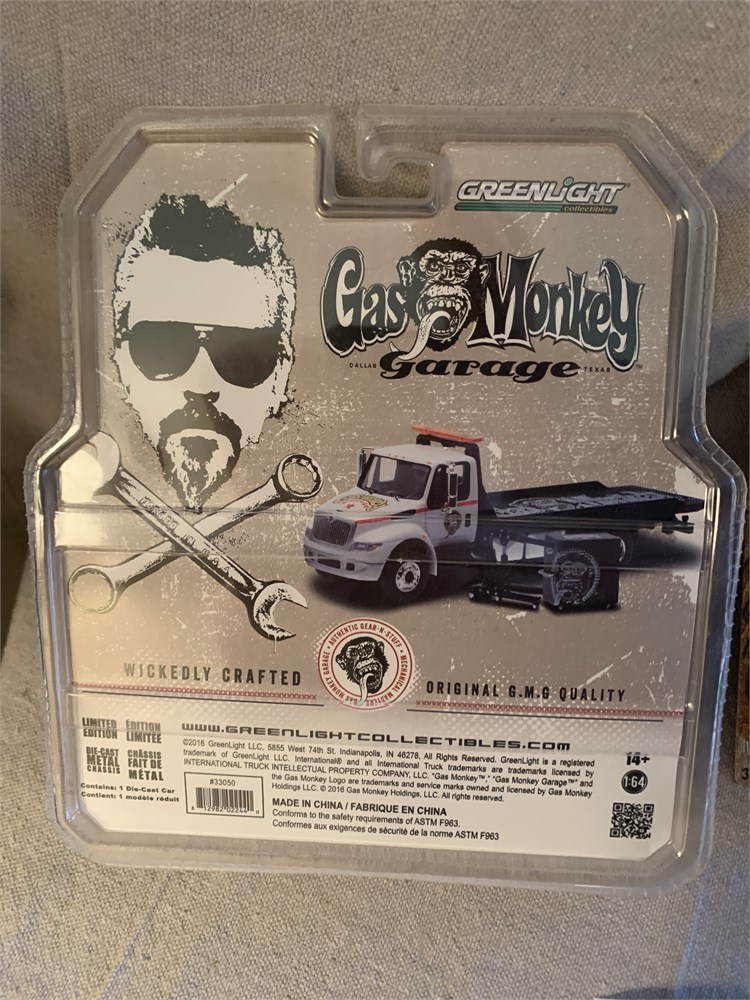 GREENLiGHT®
collectibles
Gas Monkey™
DALLAS Garage TEXAS
AUTHENTIC GEAR-N-STUFF
MECHANICAL MASTERS
GAS MONKEY GARAGE
WICKEDLY CRAFTED
ORIGINAL G.M.G QUALITY
LIMITED EDITION
ÉDITION LIMITÉE
DIE-CAST METAL CHASSIS
CHÂSSIS FAIT DE MÉTAL
Contains: 1 Die-Cast Car
Contient: 1 modèle réduit
WWW.GREENLIGHTCOLLECTIBLES.COM
©2016 GreenLight LLC, 5855 West 74th St. Indianapolis, IN 46278, All Rights Reserved. GreenLight is a registered
trademark of GreenLight LLC. International® and all International Truck trademarks are trademarks licensed by
INTERNATIONAL TRUCK INTELLECTUAL PROPERTY COMPANY, LLC. "Gas Monkey™," "Gas Monkey Garage™" and
the Gas Monkey Logo are trademarks and service marks owned and licensed by Gas Monkey
Holdings LLC. © 2016 Gas Monkey Holdings, LLC. All rights reserved.
#33050
MADE IN CHINA / FABRIQUE EN CHINA
Conforms to the safety requirements of ASTM F963.
Conformes aux exigences de sécurité de la norme ASTM F963
14+
1:64